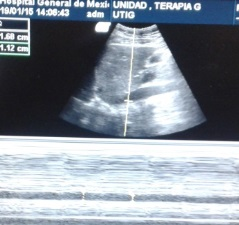 Hospital General de Mexi UNIDAD , TERAPIA G
19/01/15 14:06:43 adm UTIG
1.68 cm
1.12 cm